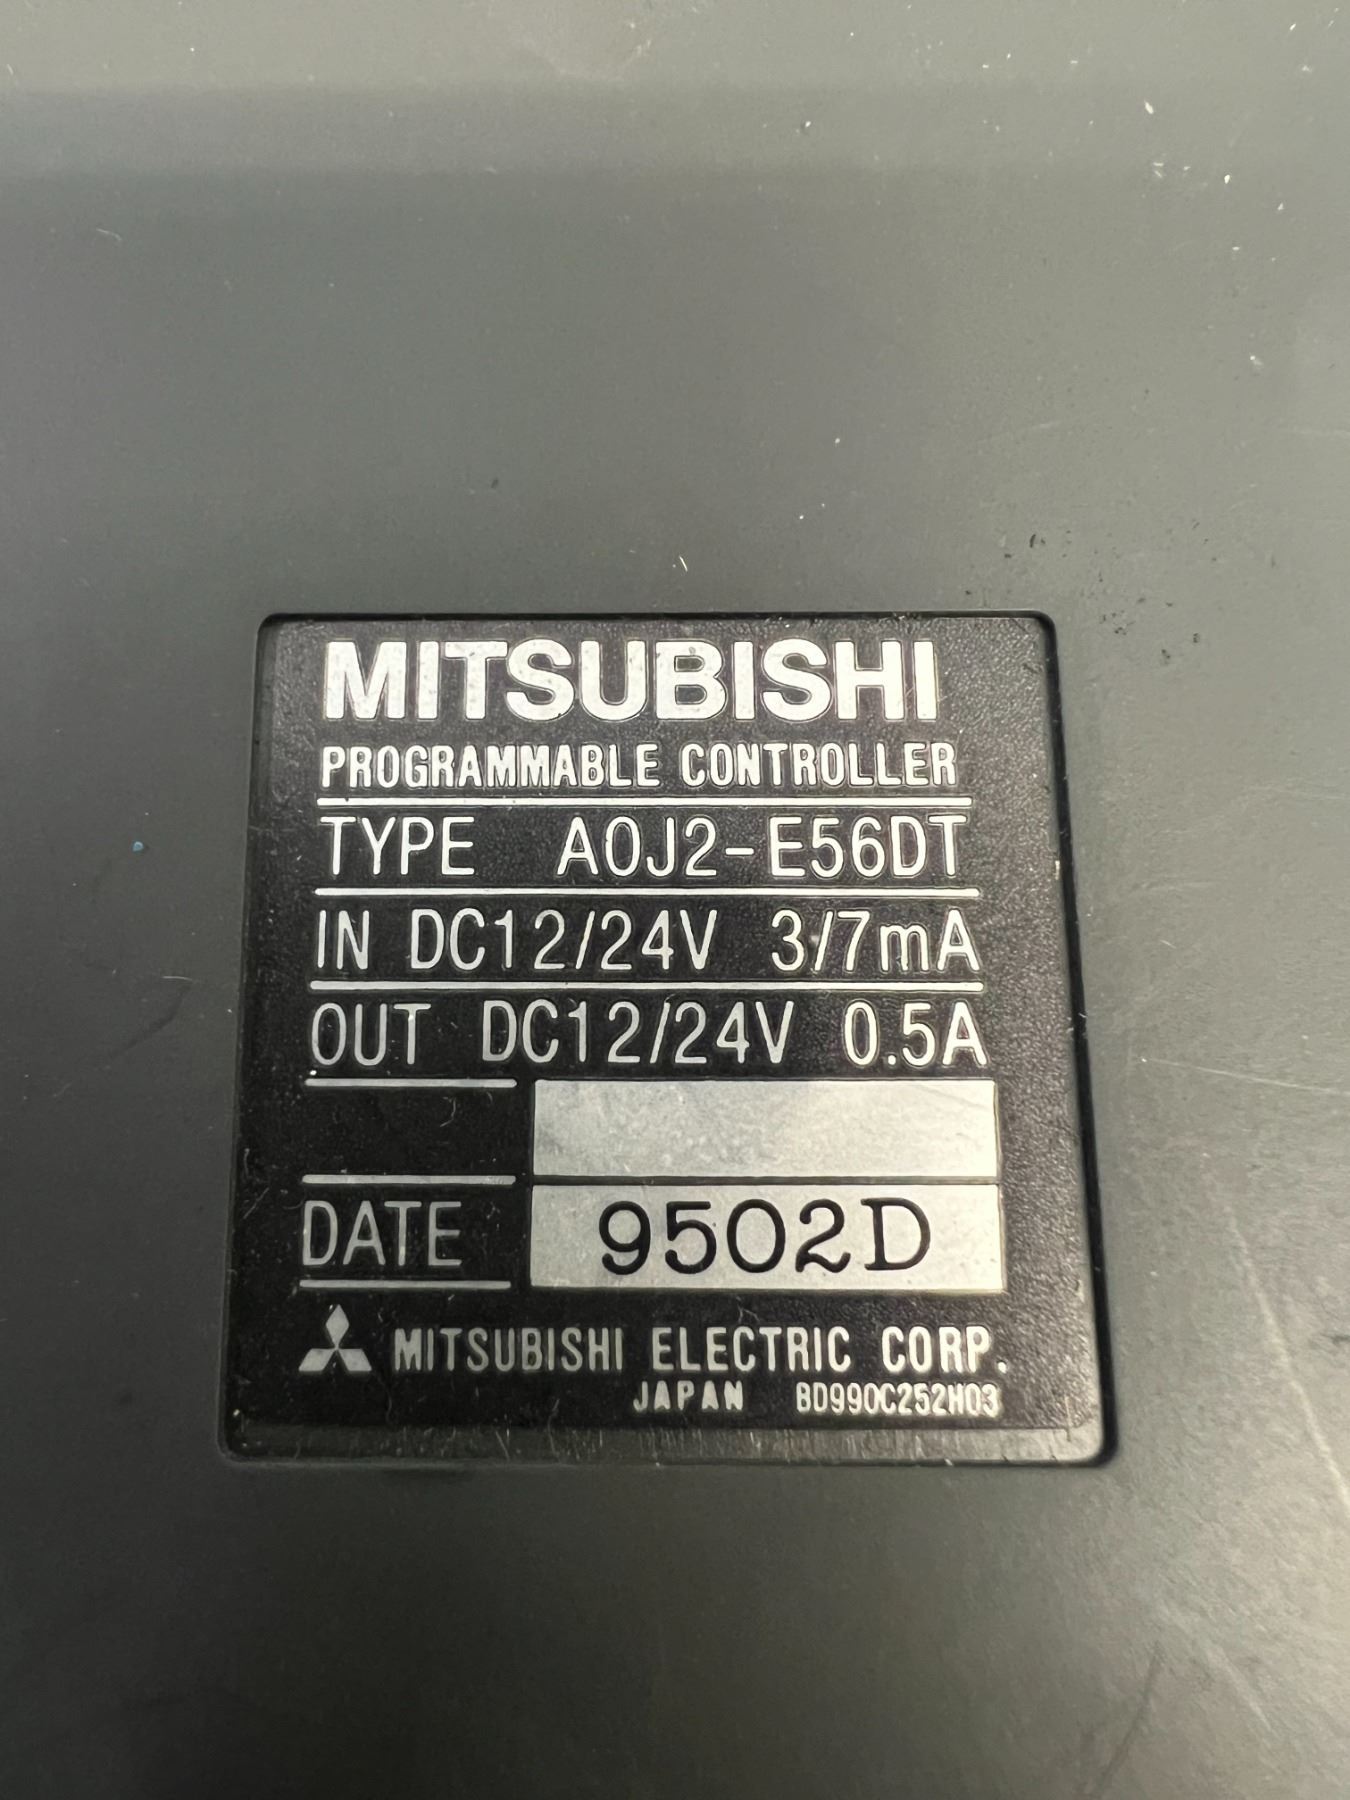 MITSUBISHI
PROGRAMMABLE CONTROLLER
TYPE A0J2-E56DT
IN DC12/24V 3/7mA
OUT DC12/24V 0.5A
DATE 9502D
MITSUBISHI ELECTRIC CORP.
JAPAN BD990C252H03